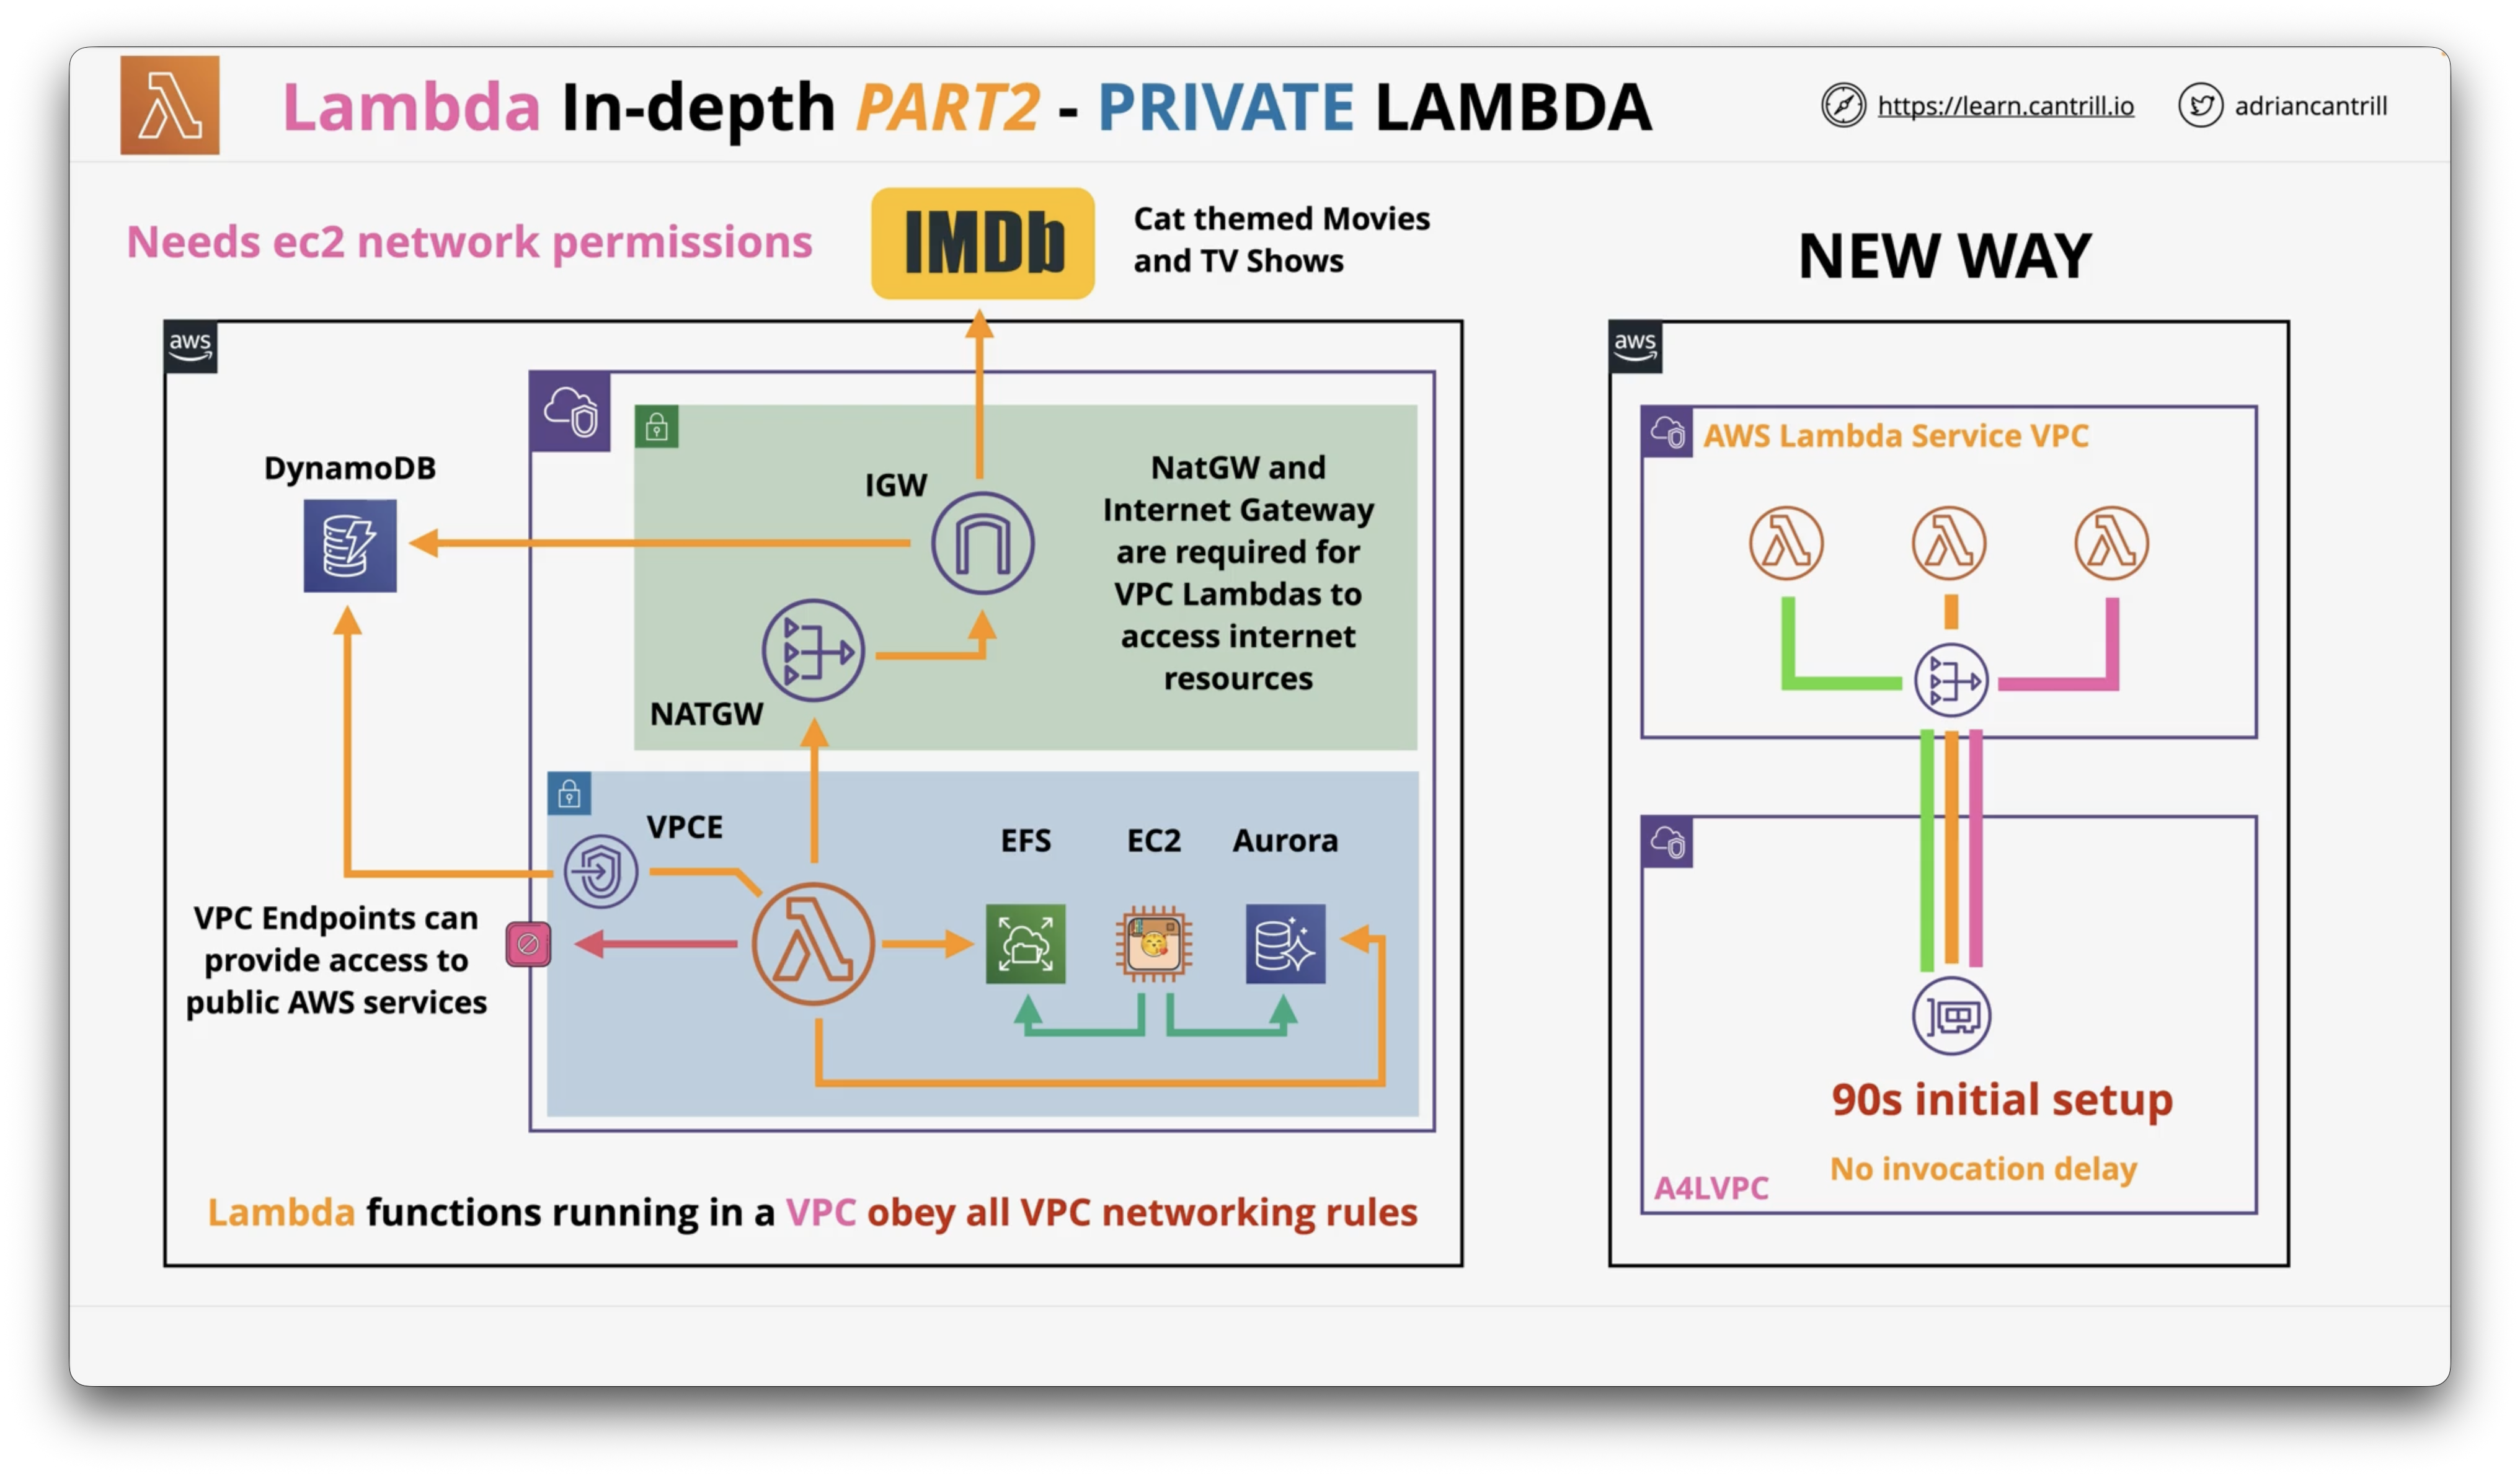 Lambda In-depth PART2 - PRIVATE LAMBDA
https://learn.cantrill.io
adriancantrill
Needs ec2 network permissions
IMDb
Cat themed Movies
and TV Shows
NEW WAY
aws
DynamoDB
IGW
NatGW and
Internet Gateway
are required for
VPC Lambdas to
access internet
resources
NATGW
VPCE
EFS
EC2
Aurora
VPC Endpoints can
provide access to
public AWS services
Lambda functions running in a VPC obey all VPC networking rules
aws
AWS Lambda Service VPC
90s initial setup
No invocation delay
A4LVPC